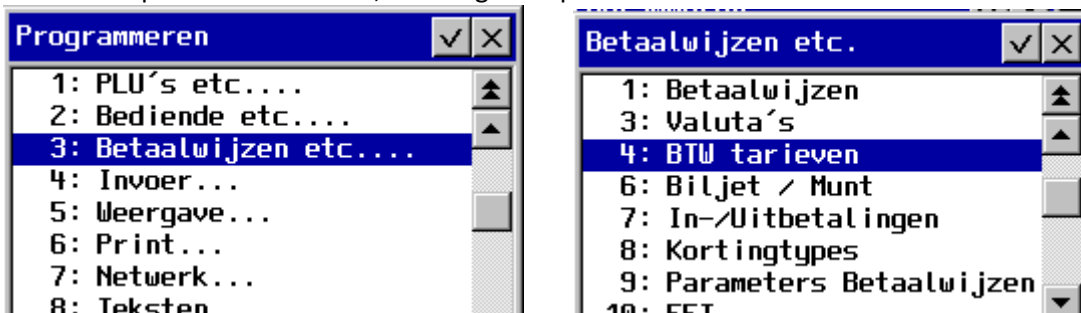 Programmeren
1: PLU´s etc....
2: Bediende etc....
3: Betaalwijzen etc....
4: Invoer...
5: Weergave...
6: Print...
7: Netwerk...
8: Teksten
Betaalwijzen etc.
1: Betaalwijzen
3: Valuta´s
4: BTW tarieven
6: Biljet / Munt
7: In-/Uitbetalingen
8: Kortingtypes
9: Parameters Betaalwijzen
10: EFT